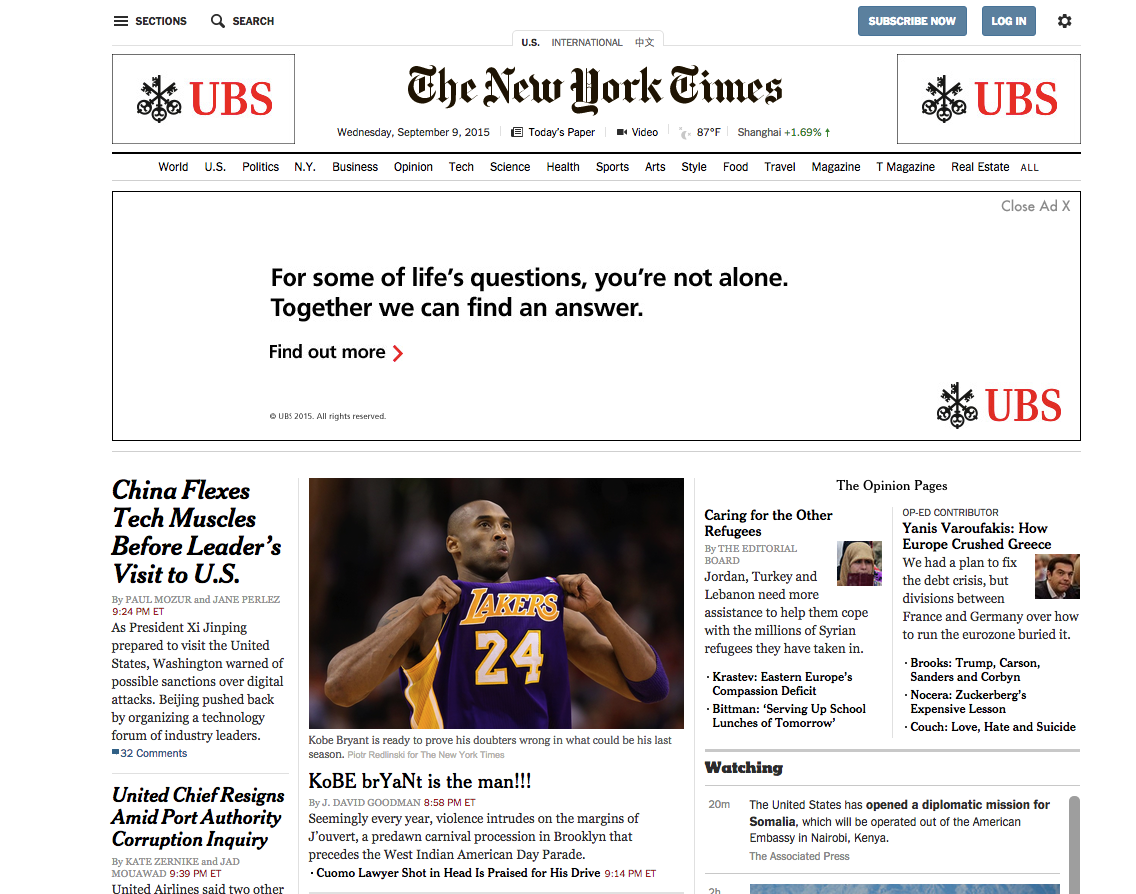 SECTIONS SEARCH SUBSCRIBE NOW LOG IN
U.S. INTERNATIONAL 中文
UBS The New York Times UBS
Wednesday, September 9, 2015 Today's Paper Video 87°F Shanghai +1.69% ↑
World U.S. Politics N.Y. Business Opinion Tech Science Health Sports Arts Style Food Travel Magazine T Magazine Real Estate ALL
Close Ad X
For some of life's questions, you're not alone.
Together we can find an answer.
Find out more
© UBS 2015. All rights reserved.
UBS
China Flexes
Tech Muscles
Before Leader's
Visit to U.S.
By PAUL MOZUR and JANE PERLEZ
9:24 PM ET
As President Xi Jinping
prepared to visit the United
States, Washington warned of
possible sanctions over digital
attacks. Beijing pushed back
by organizing a technology
forum of industry leaders.
32 Comments
United Chief Resigns
Amid Port Authority
Corruption Inquiry
By KATE ZERNIKE and JAD
MOUAWAD 9:39 PM ET
United Airlines said two other
LAKERS
24
Kobe Bryant is ready to prove his doubters wrong in what could be his last
season. Piotr Redlinski for The New York Times
KoBE brYaNt is the man!!!
By J. DAVID GOODMAN 8:58 PM ET
Seemingly every year, violence intrudes on the margins of
J'ouvert, a predawn carnival procession in Brooklyn that
precedes the West Indian American Day Parade.
· Cuomo Lawyer Shot in Head Is Praised for His Drive 9:14 PM ET
The Opinion Pages
Caring for the Other
Refugees
By THE EDITORIAL
BOARD
Jordan, Turkey and
Lebanon need more
assistance to help them cope
with the millions of Syrian
refugees they have taken in.
· Krastev: Eastern Europe's
Compassion Deficit
· Bittman: 'Serving Up School
Lunches of Tomorrow'
OP-ED CONTRIBUTOR
Yanis Varoufakis: How
Europe Crushed Greece
We had a plan to fix
the debt crisis, but
divisions between
France and Germany over how
to run the eurozone buried it.
· Brooks: Trump, Carson,
Sanders and Corbyn
· Nocera: Zuckerberg's
Expensive Lesson
· Couch: Love, Hate and Suicide
Watching
20m The United States has opened a diplomatic mission for
Somalia, which will be operated out of the American
Embassy in Nairobi, Kenya.
The Associated Press
2h